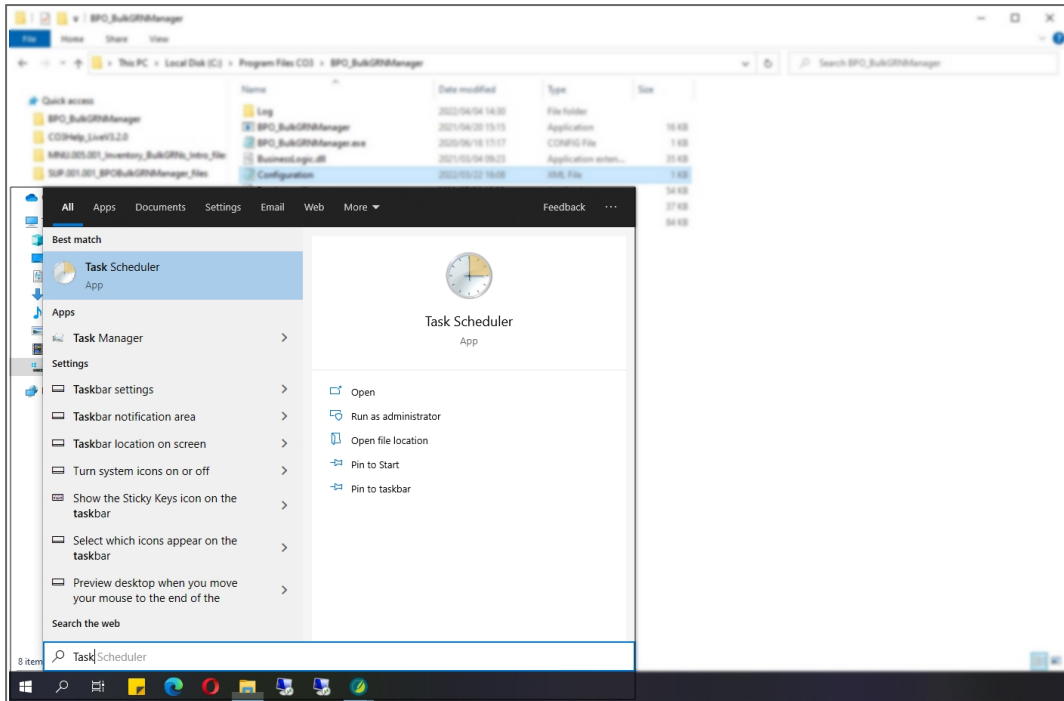 BPO_BulkGRNManager
File Home Share View
This PC › Local Disk (C:) › Program Files CO3 › BPO_BulkGRNManager
Search BPO_BulkGRNManager
Name Date modified Type Size
Quick access
BPO_BulkGRNManager
CO3Help_LiveV3.2.0
MNU.005.001_Inventory_BulkGRNs_Intro_file
SUP.001.001_BPOBulkGRNManager_files
Log 2022/04/04 14:30 File folder
BPO_BulkGRNManager 2021/04/20 15:15 Application 16 KB
BPO_BulkGRNManager.exe 2020/06/18 17:17 CONFIG File 1 KB
BusinessLogic.dll 2021/03/04 09:23 Application exten... 35 KB
Configuration 2022/03/22 16:08 XML File 1 KB
54 KB
37 KB
84 KB
All Apps Documents Settings Email Web More Feedback ...
Best match
Task Scheduler
App
Apps
Task Manager
Settings
Taskbar settings
Taskbar notification area
Taskbar location on screen
Turn system icons on or off
Show the Sticky Keys icon on the
taskbar
Select which icons appear on the
taskbar
Preview desktop when you move
your mouse to the end of the
Search the web
Task Scheduler
App
Open
Run as administrator
Open file location
Pin to Start
Pin to taskbar
8 item
Task Scheduler